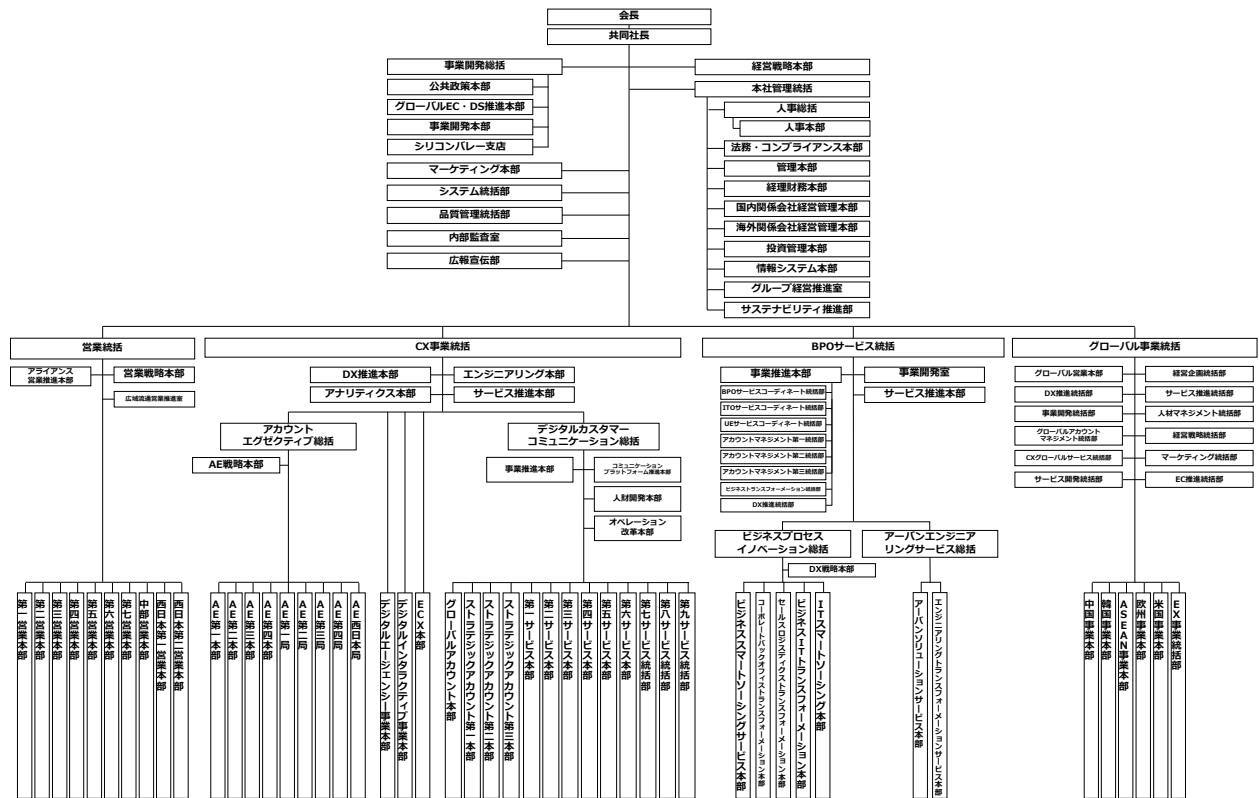 会長
共同社長
事業開発総括
公共政策本部
グローバルEC・DS推進本部
事業開発本部
シリコンバレー支店
マーケティング本部
システム統括部
品質管理統括部
内部監査室
広報宣伝部
経営戦略本部
本社管理統括
人事総括
人事本部
法務・コンプライアンス本部
管理本部
経理財務本部
国内関係会社経営管理本部
海外関係会社経営管理本部
投資管理本部
情報システム本部
グループ経営推進室
サステナビリティ推進部
営業統括
アライアンス
営業推進本部
営業戦略本部
広域流通営業推進室
第一営業本部
第二営業本部
第三営業本部
第四営業本部
第五営業本部
第六営業本部
第七営業本部
中部営業本部
西日本第一営業本部
西日本第二営業本部
CX事業統括
DX推進本部
エンジニアリング本部
アナリティクス本部
サービス推進本部
アカウント
エグゼクティブ総括
AE戦略本部
AE第一本部
AE第二本部
AE第三本部
AE第四本部
AE第一局
AE第二局
AE第三局
AE第四局
AE西日本局
デジタルエージェンシー事業本部
デジタルインタラクティブ事業本部
ECX本部
デジタルカスタマー
コミュニケーション総括
事業推進本部
コミュニケーション
プラットフォーム推進本部
人財開発本部
オペレーション
改革本部
グローバルアカウント本部
ストラテジックアカウント第一本部
ストラテジックアカウント第二本部
ストラテジックアカウント第三本部
第一サービス本部
第二サービス本部
第三サービス本部
第四サービス本部
第五サービス本部
第六サービス本部
第七サービス統括部
第八サービス統括部
第九サービス統括部
BPOサービス統括
事業推進本部
BPOサービスコーディネート統括部
ITOサービスコーディネート統括部
UEサービスコーディネート統括部
アカウントマネジメント第一統括部
アカウントマネジメント第二統括部
アカウントマネジメント第三統括部
ビジネストランスフォーメーション統括部
DX推進統括部
事業開発室
サービス推進本部
ビジネスプロセス
イノベーション総括
DX戦略本部
ビジネススマートソーシングサービス本部
コーポレートバックオフィストランスフォーメーション本部
セールスロジスティクストランスフォーメーション本部
ビジネスITトランスフォーメーション本部
ITスマートソーシング本部
アーバンエンジニア
リングサービス総括
アーバンソリューションサービス本部
エンジニアリングトランスフォーメーションサービス本部
グローバル事業統括
グローバル営業本部
経営企画統括部
DX推進統括部
サービス推進統括部
事業開発統括部
人材マネジメント統括部
グローバルアカウント
マネジメント統括部
経営戦略統括部
CXグローバルサービス統括部
マーケティング統括部
サービス開発統括部
EC推進統括部
中国事業本部
韓国事業本部
ASEAN事業本部
欧州事業本部
米国事業本部
EX事業統括部